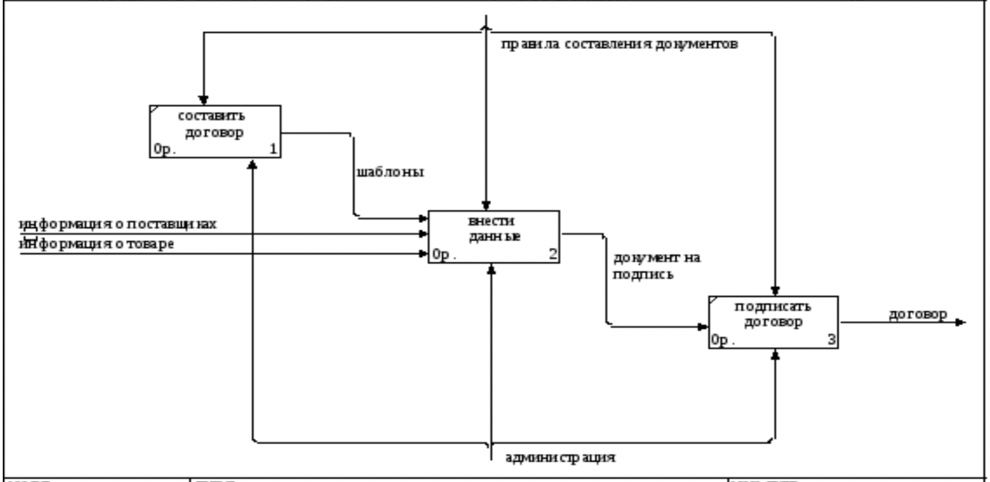 правила составления документов
составить
договор
0р. 1
шаблоны
информация о поставщиках
информация о товаре
внести
данные
0р. 2
документ на
подпись
подписать
договор
0р. 3
договор
администрация